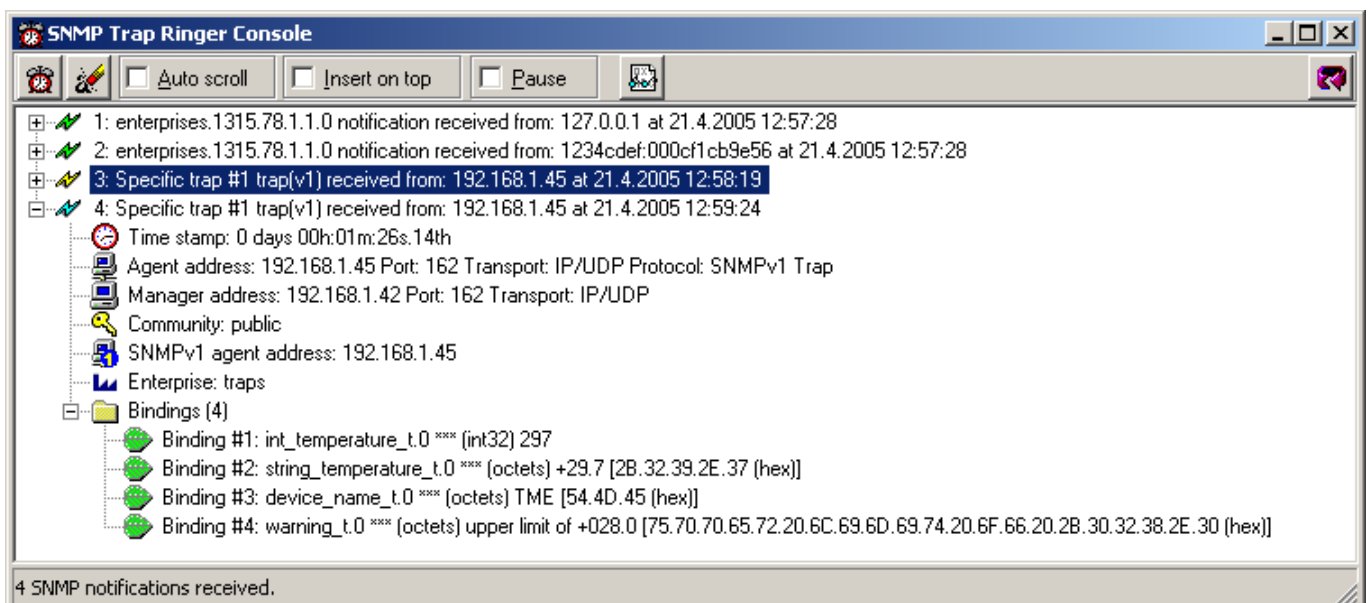 SNMP Trap Ringer Console
Auto scroll Insert on top Pause
1: enterprises.1315.78.1.1.0 notification received from: 127.0.0.1 at 21.4.2005 12:57:28
2: enterprises.1315.78.1.1.0 notification received from: 1234cdef:000cf1cb9e56 at 21.4.2005 12:57:28
3: Specific trap #1 trap(v1) received from: 192.168.1.45 at 21.4.2005 12:58:19
4: Specific trap #1 trap(v1) received from: 192.168.1.45 at 21.4.2005 12:59:24
Time stamp: 0 days 00h:01m:26s.14th
Agent address: 192.168.1.45 Port: 162 Transport: IP/UDP Protocol: SNMPv1 Trap
Manager address: 192.168.1.42 Port: 162 Transport: IP/UDP
Community: public
SNMPv1 agent address: 192.168.1.45
Enterprise: traps
Bindings (4)
Binding #1: int_temperature_t.0 *** (int32) 297
Binding #2: string_temperature_t.0 *** (octets) +29.7 [2B.32.39.2E.37 (hex)]
Binding #3: device_name_t.0 *** (octets) TME [54.4D.45 (hex)]
Binding #4: warning_t.0 *** (octets) upper limit of +028.0 [75.70.70.65.72.20.6C.69.6D.69.74.20.6F.66.20.2B.30.32.38.2E.30 (hex)]
4 SNMP notifications received.